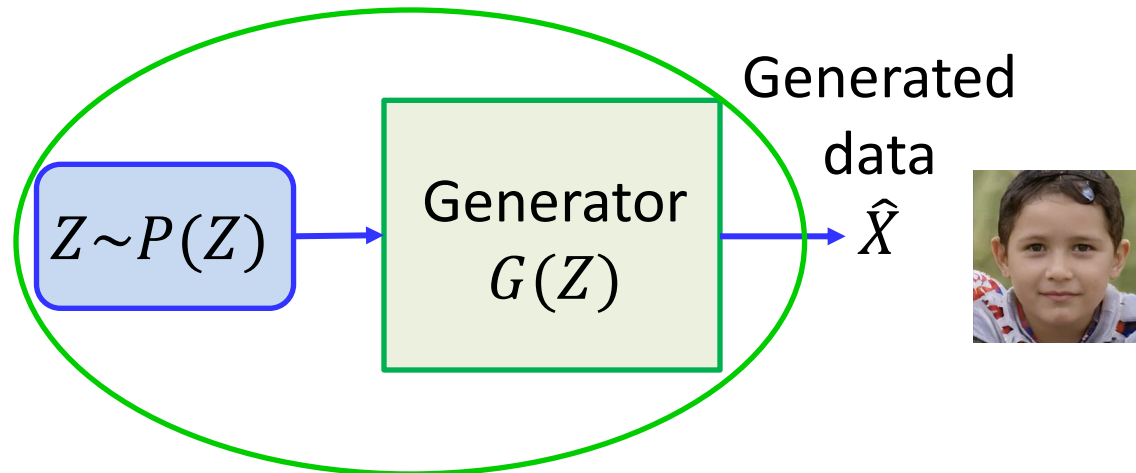 Generated
data
Z~P(Z)
Generator
G(Z)
X̂